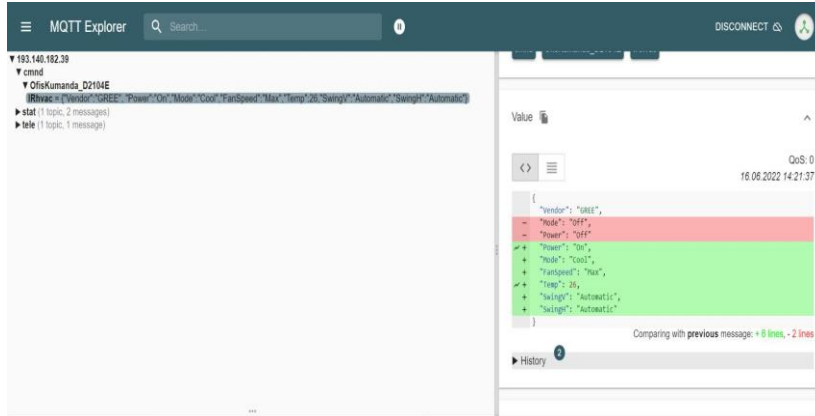 MQTT Explorer
Search...
DISCONNECT
▼ 193.140.182.39
▼ cmnd
▼ OfisKumanda_D2104E
IRhvac = {"Vendor":"GREE", "Power":"On","Mode":"Cool","FanSpeed":"Max","Temp":26,"SwingV":"Automatic","SwingH":"Automatic"}
▶ stat (1 topic, 2 messages)
▶ tele (1 topic, 1 message)
Value
QoS: 0
16.06.2022 14:21:37
{
"Vendor": "GREE",
- "Mode": "Off",
- "Power": "Off"
+ "Power": "On",
+ "Mode": "Cool",
+ "FanSpeed": "Max",
+ "Temp": 26,
+ "SwingV": "Automatic",
+ "SwingH": "Automatic"
}
Comparing with previous message: + 6 lines, - 2 lines
▶ History 2
...